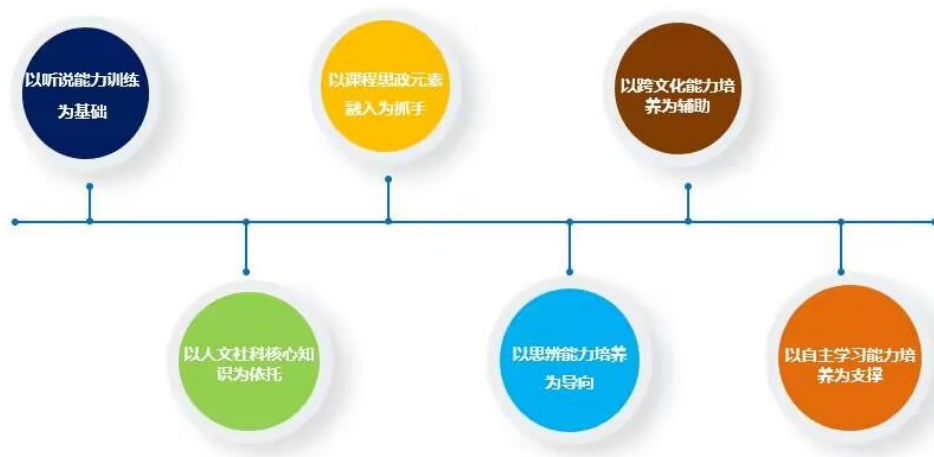 以听说能力训练
为基础
以课程思政元素
融入为抓手
以跨文化能力培
养为辅助
以人文社科核心知
识为依托
以思辨能力培养
为导向
以自主学习能力培
养为支撑